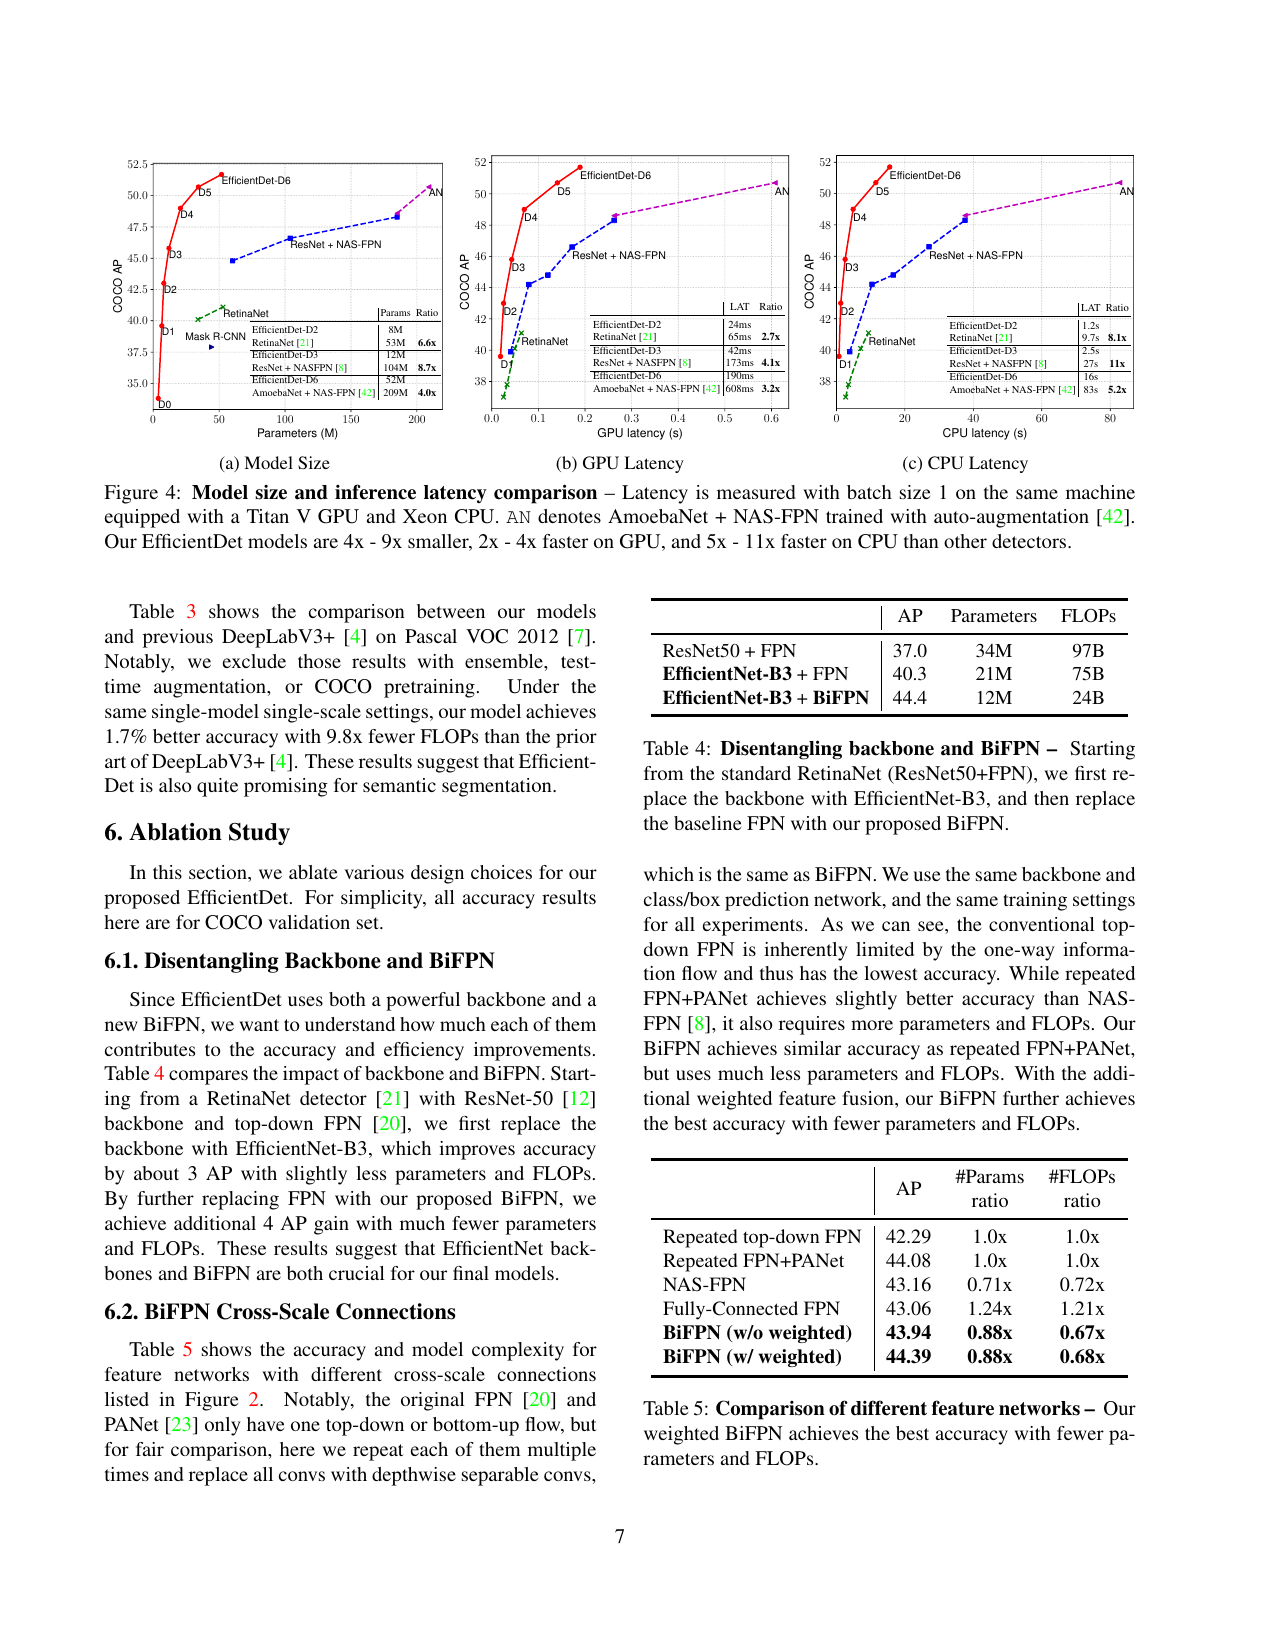 52.5
50.0
47.5
45.0
42.5
40.0
37.5
35.0
COCO AP
0 50 100 150 200
Parameters (M)
EfficientDet-D6
D5
D4
D3
D2
D1
D0
AN
ResNet + NAS-FPN
RetinaNet
Mask R-CNN
Params Ratio
EfficientDet-D2 8M
RetinaNet [21] 53M 6.6x
EfficientDet-D3 12M
ResNet + NASFPN [8] 104M 8.7x
EfficientDet-D6 52M
AmoebaNet + NAS-FPN [42] 209M 4.0x
(a) Model Size
52
50
48
46
44
42
40
38
COCO AP
0.0 0.1 0.2 0.3 0.4 0.5 0.6
GPU latency (s)
EfficientDet-D6
D5
D4
D3
D2
D1
AN
ResNet + NAS-FPN
RetinaNet
LAT Ratio
EfficientDet-D2 24ms
RetinaNet [21] 65ms 2.7x
EfficientDet-D3 42ms
ResNet + NASFPN [8] 173ms 4.1x
EfficientDet-D6 190ms
AmoebaNet + NAS-FPN [42] 608ms 3.2x
(b) GPU Latency
52
50
48
46
44
42
40
38
COCO AP
0 20 40 60 80
CPU latency (s)
EfficientDet-D6
D5
D4
D3
D2
D1
AN
ResNet + NAS-FPN
RetinaNet
LAT Ratio
EfficientDet-D2 1.2s
RetinaNet [21] 9.7s 8.1x
EfficientDet-D3 2.5s
ResNet + NASFPN [8] 27s 11x
EfficientDet-D6 16s
AmoebaNet + NAS-FPN [42] 83s 5.2x
(c) CPU Latency
Figure 4: Model size and inference latency comparison – Latency is measured with batch size 1 on the same machine
equipped with a Titan V GPU and Xeon CPU. AN denotes AmoebaNet + NAS-FPN trained with auto-augmentation [42].
Our EfficientDet models are 4x - 9x smaller, 2x - 4x faster on GPU, and 5x - 11x faster on CPU than other detectors.
Table 3 shows the comparison between our models
and previous DeepLabV3+ [4] on Pascal VOC 2012 [7].
Notably, we exclude those results with ensemble, test-
time augmentation, or COCO pretraining. Under the
same single-model single-scale settings, our model achieves
1.7% better accuracy with 9.8x fewer FLOPs than the prior
art of DeepLabV3+ [4]. These results suggest that Efficient-
Det is also quite promising for semantic segmentation.
6. Ablation Study
In this section, we ablate various design choices for our
proposed EfficientDet. For simplicity, all accuracy results
here are for COCO validation set.
6.1. Disentangling Backbone and BiFPN
Since EfficientDet uses both a powerful backbone and a
new BiFPN, we want to understand how much each of them
contributes to the accuracy and efficiency improvements.
Table 4 compares the impact of backbone and BiFPN. Start-
ing from a RetinaNet detector [21] with ResNet-50 [12]
backbone and top-down FPN [20], we first replace the
backbone with EfficientNet-B3, which improves accuracy
by about 3 AP with slightly less parameters and FLOPs.
By further replacing FPN with our proposed BiFPN, we
achieve additional 4 AP gain with much fewer parameters
and FLOPs. These results suggest that EfficientNet back-
bones and BiFPN are both crucial for our final models.
6.2. BiFPN Cross-Scale Connections
Table 5 shows the accuracy and model complexity for
feature networks with different cross-scale connections
listed in Figure 2. Notably, the original FPN [20] and
PANet [23] only have one top-down or bottom-up flow, but
for fair comparison, here we repeat each of them multiple
times and replace all convs with depthwise separable convs,
AP Parameters FLOPs
ResNet50 + FPN 37.0 34M 97B
EfficientNet-B3 + FPN 40.3 21M 75B
EfficientNet-B3 + BiFPN 44.4 12M 24B
Table 4: Disentangling backbone and BiFPN – Starting
from the standard RetinaNet (ResNet50+FPN), we first re-
place the backbone with EfficientNet-B3, and then replace
the baseline FPN with our proposed BiFPN.
which is the same as BiFPN. We use the same backbone and
class/box prediction network, and the same training settings
for all experiments. As we can see, the conventional top-
down FPN is inherently limited by the one-way informa-
tion flow and thus has the lowest accuracy. While repeated
FPN+PANet achieves slightly better accuracy than NAS-
FPN [8], it also requires more parameters and FLOPs. Our
BiFPN achieves similar accuracy as repeated FPN+PANet,
but uses much less parameters and FLOPs. With the addi-
tional weighted feature fusion, our BiFPN further achieves
the best accuracy with fewer parameters and FLOPs.
AP #Params ratio #FLOPs ratio
Repeated top-down FPN 42.29 1.0x 1.0x
Repeated FPN+PANet 44.08 1.0x 1.0x
NAS-FPN 43.16 0.71x 0.72x
Fully-Connected FPN 43.06 1.24x 1.21x
BiFPN (w/o weighted) 43.94 0.88x 0.67x
BiFPN (w/ weighted) 44.39 0.88x 0.68x
Table 5: Comparison of different feature networks – Our
weighted BiFPN achieves the best accuracy with fewer pa-
rameters and FLOPs.
7